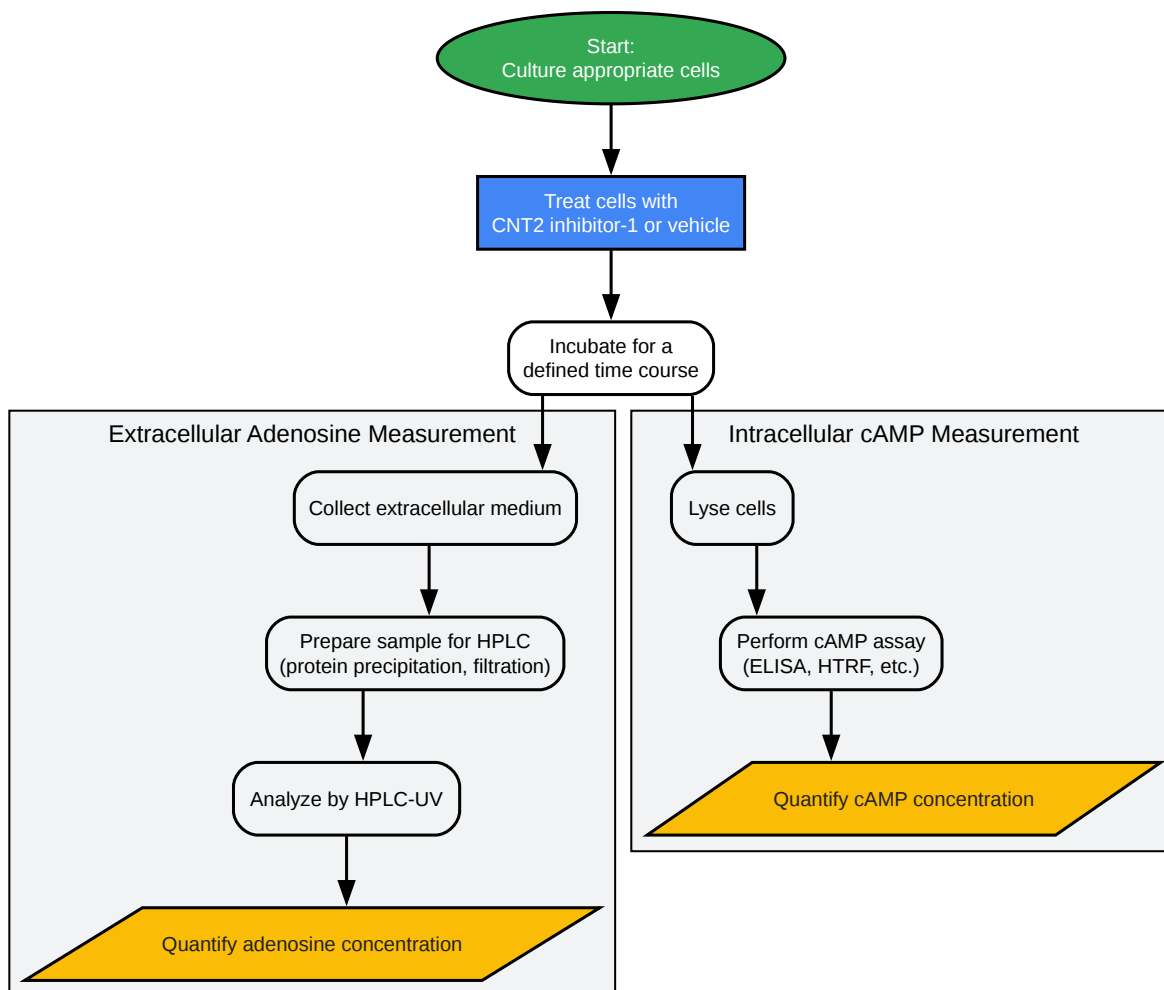 Start:
Culture appropriate cells
Treat cells with
CNT2 inhibitor-1 or vehicle
Incubate for a
defined time course
Extracellular Adenosine Measurement
Collect extracellular medium
Prepare sample for HPLC
(protein precipitation, filtration)
Analyze by HPLC-UV
Quantify adenosine concentration
Intracellular cAMP Measurement
Lyse cells
Perform cAMP assay
(ELISA, HTRF, etc.)
Quantify cAMP concentration